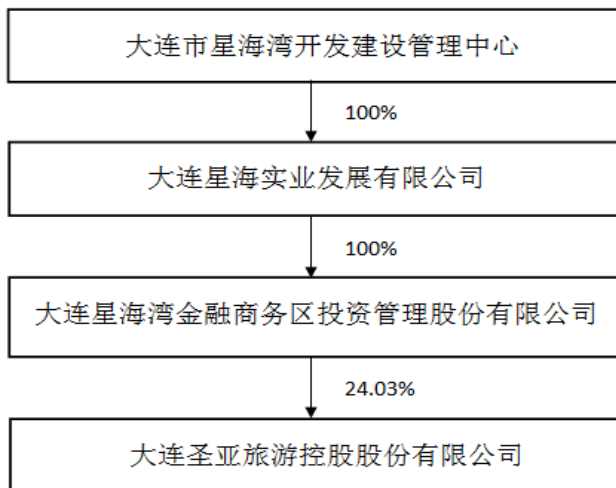 大连市星海湾开发建设管理中心
100%
大连星海实业发展有限公司
100%
大连星海湾金融商务区投资管理股份有限公司
24.03%
大连圣亚旅游控股股份有限公司